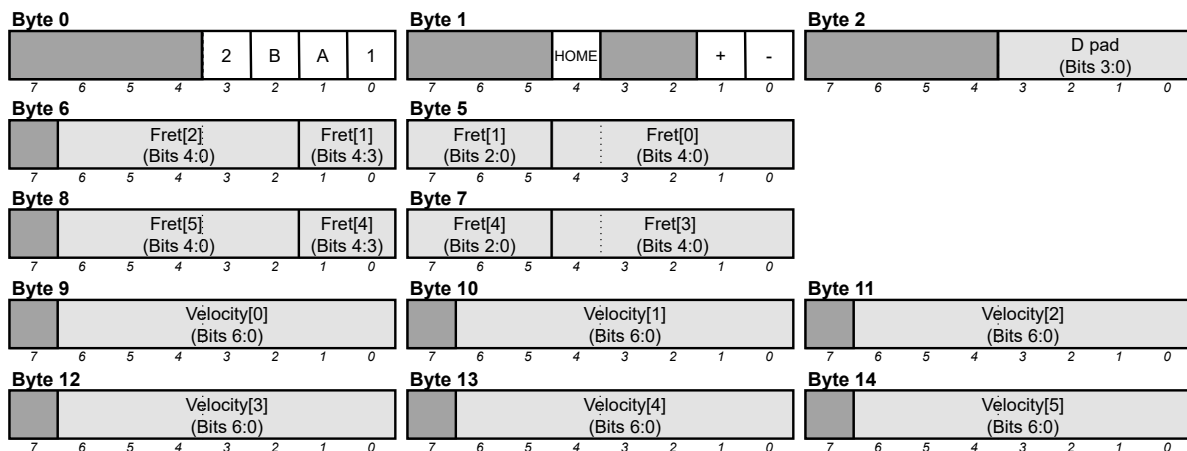 Byte 0 Byte 1 Byte 2
2 B A 1 HOME + - D pad
(Bits 3:0)
7 6 5 4 3 2 1 0 7 6 5 4 3 2 1 0 7 6 5 4 3 2 1 0
Byte 6 Byte 5
Fret[2] Fret[1] Fret[1] Fret[0]
(Bits 4:0) (Bits 4:3) (Bits 2:0) (Bits 4:0)
7 6 5 4 3 2 1 0 7 6 5 4 3 2 1 0
Byte 8 Byte 7
Fret[5] Fret[4] Fret[4] Fret[3]
(Bits 4:0) (Bits 4:3) (Bits 2:0) (Bits 4:0)
7 6 5 4 3 2 1 0 7 6 5 4 3 2 1 0
Byte 9 Byte 10 Byte 11
Velocity[0] Velocity[1] Velocity[2]
(Bits 6:0) (Bits 6:0) (Bits 6:0)
7 6 5 4 3 2 1 0 7 6 5 4 3 2 1 0 7 6 5 4 3 2 1 0
Byte 12 Byte 13 Byte 14
Velocity[3] Velocity[4] Velocity[5]
(Bits 6:0) (Bits 6:0) (Bits 6:0)
7 6 5 4 3 2 1 0 7 6 5 4 3 2 1 0 7 6 5 4 3 2 1 0